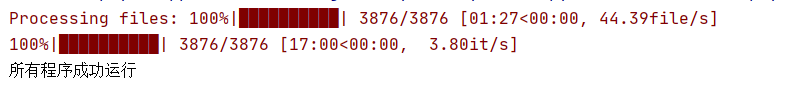 Processing files: 100%|██████████| 3876/3876 [01:27<00:00, 44.39file/s]
100%|██████████| 3876/3876 [17:00<00:00,  3.80it/s]
所有程序成功运行